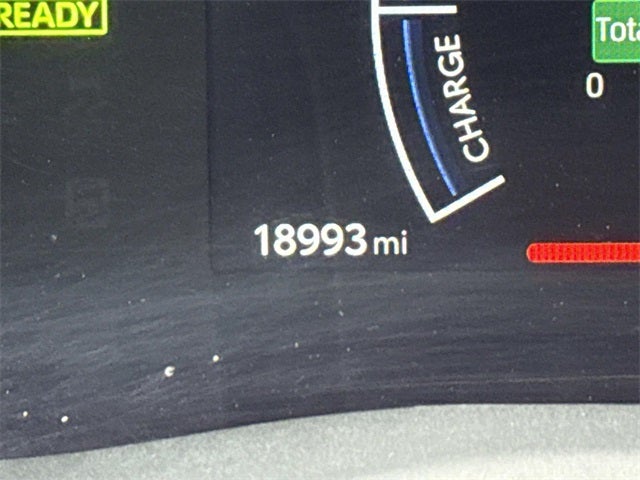 READY
CHARGE
Tota
0
18993 mi